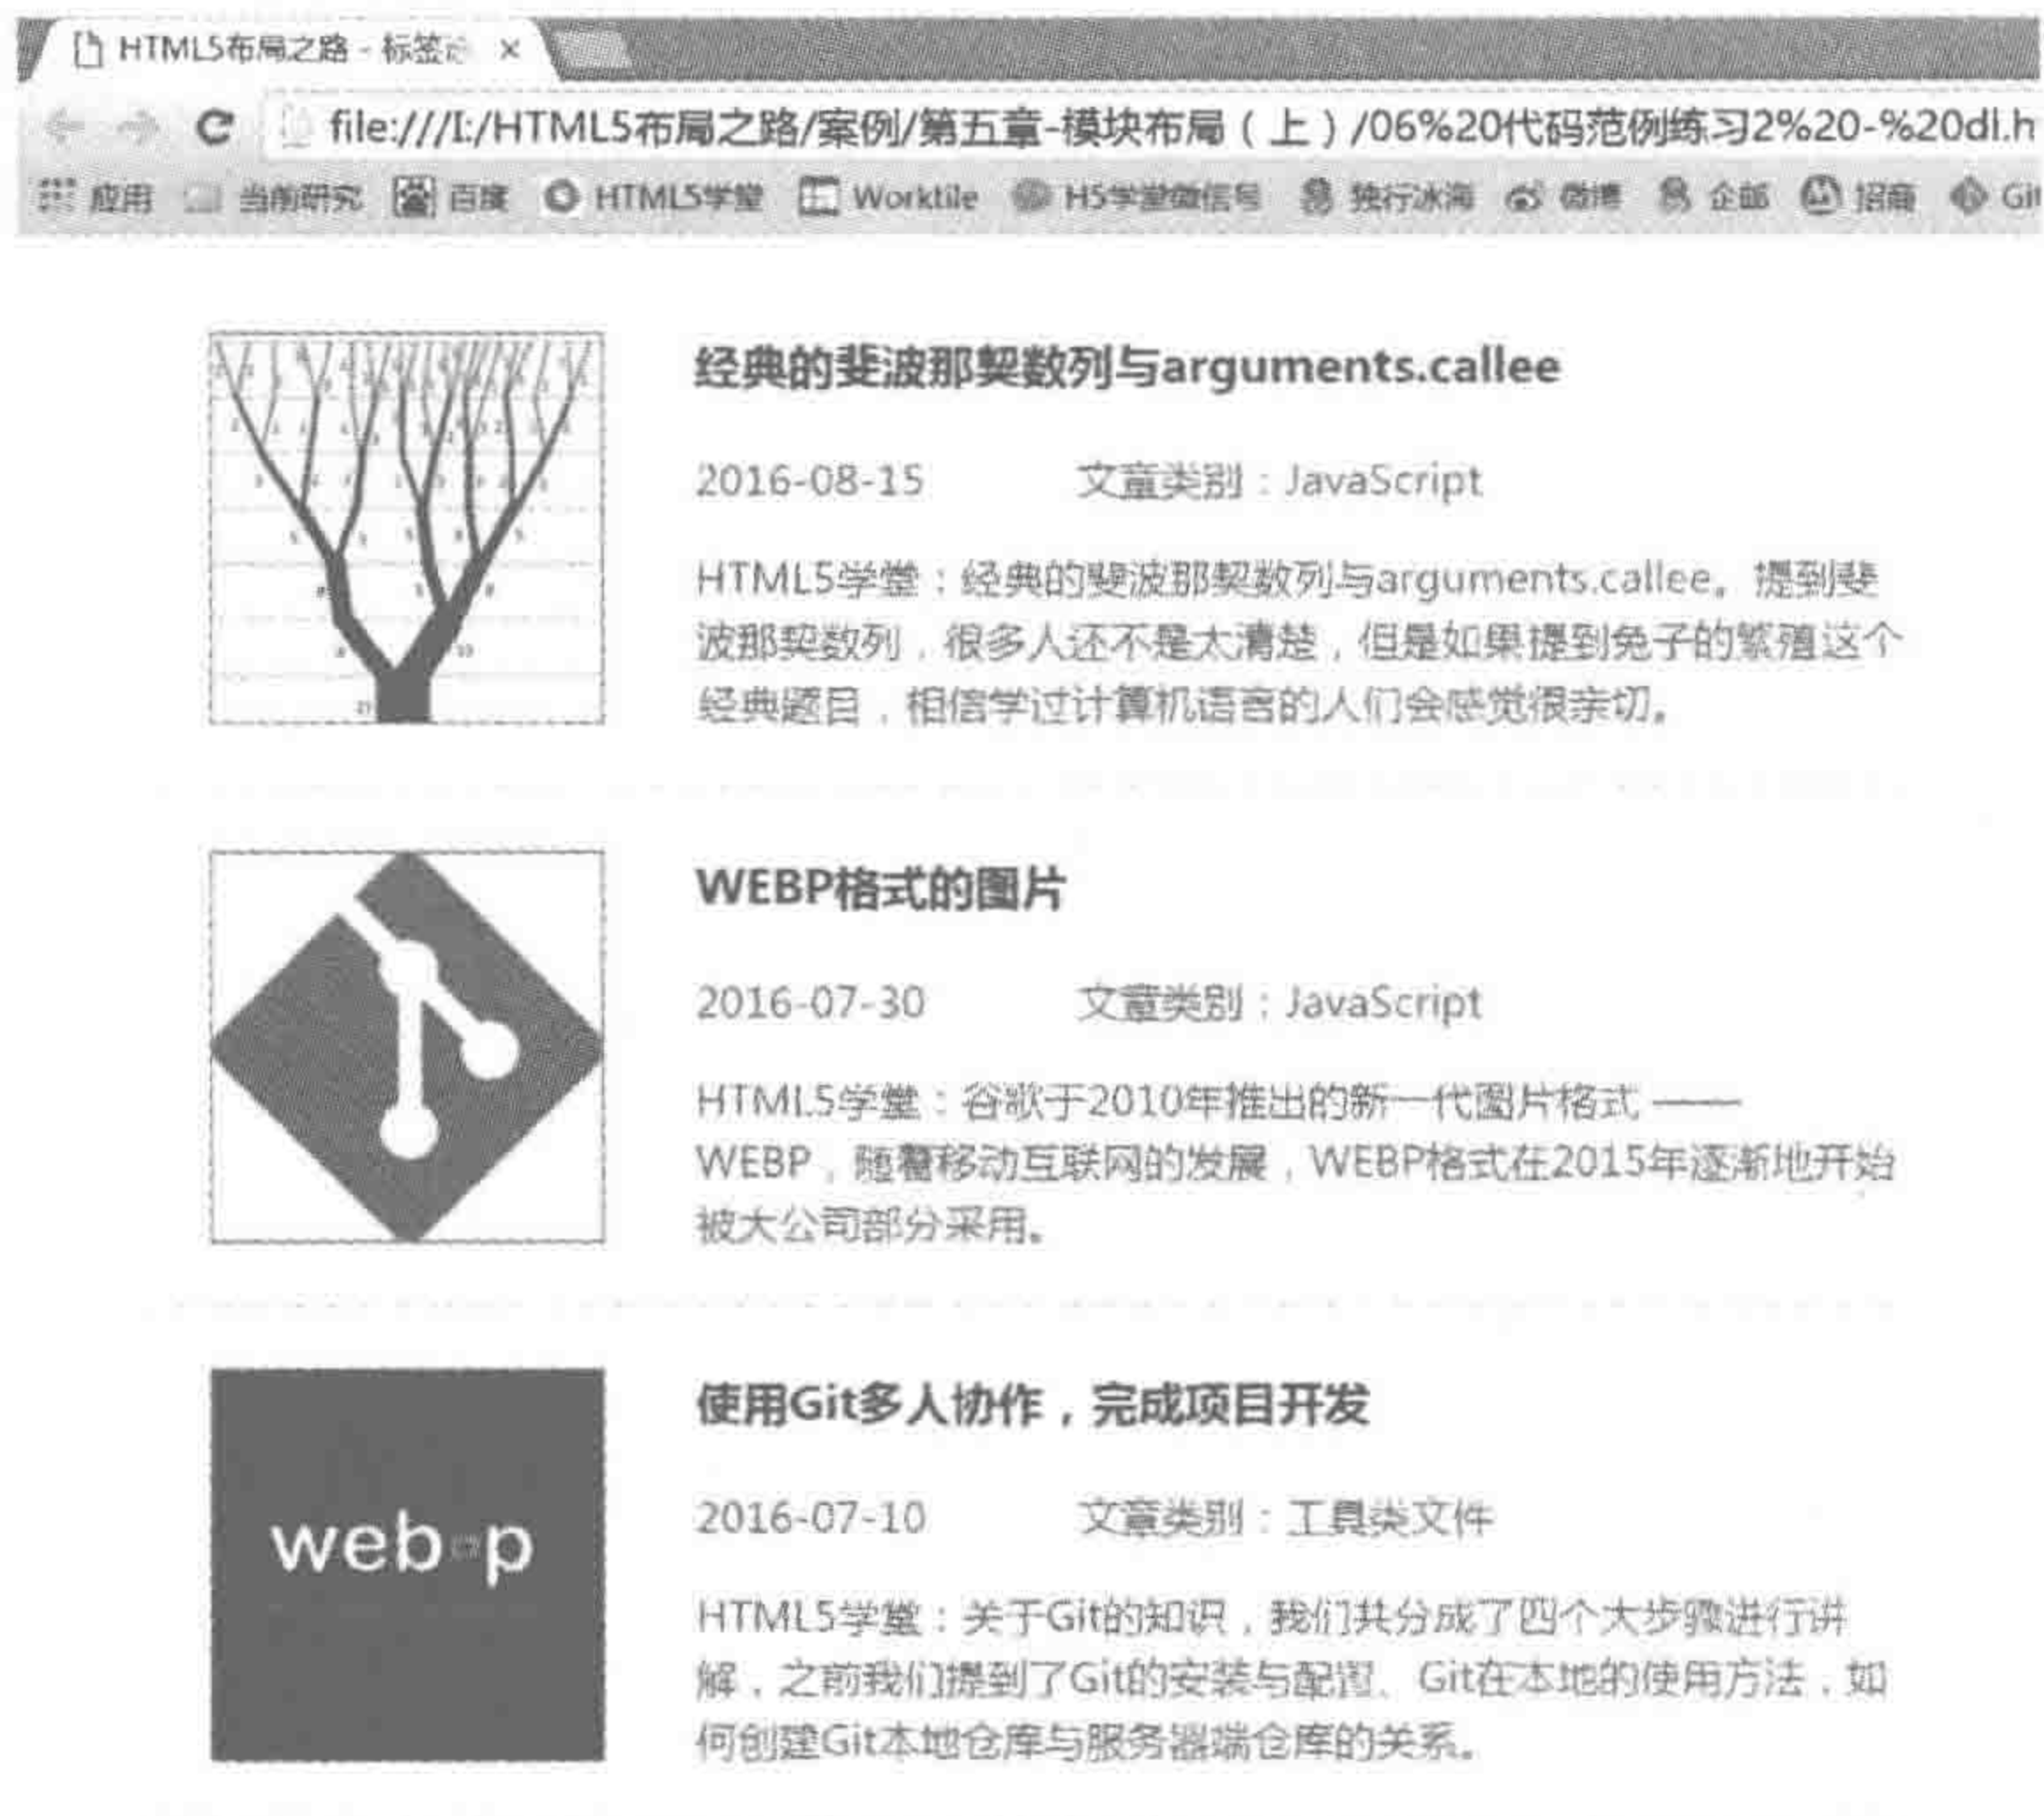 HTML5布局之路 - 标签
file:///I:/HTML5布局之路/案例/第五章-模块布局（上）/06%20代码范例练习2%20-%20dl.h
应用 当前研究 百度 HTML5学堂 Worktile H5学堂微信号 独行冰海 微博 企邮 招商 Git
经典的斐波那契数列与arguments.callee
2016-08-15 文章类别：JavaScript
HTML5学堂：经典的斐波那契数列与arguments.callee。提到斐
波那契数列，很多人还不是太清楚，但是如果提到兔子的繁殖这个
经典题目，相信学过计算机语言的人们会感觉很亲切。
WEBP格式的图片
2016-07-30 文章类别：JavaScript
HTML5学堂：谷歌于2010年推出的新一代图片格式 ——
WEBP，随着移动互联网的发展，WEBP格式在2015年逐渐地开始
被大公司部分采用。
使用Git多人协作，完成项目开发
2016-07-10 文章类别：工具类文件
web p
HTML5学堂：关于Git的知识，我们共分成了四个大步骤进行讲
解，之前我们提到了Git的安装与配置、Git在本地的使用方法，如
何创建Git本地仓库与服务器端仓库的关系。